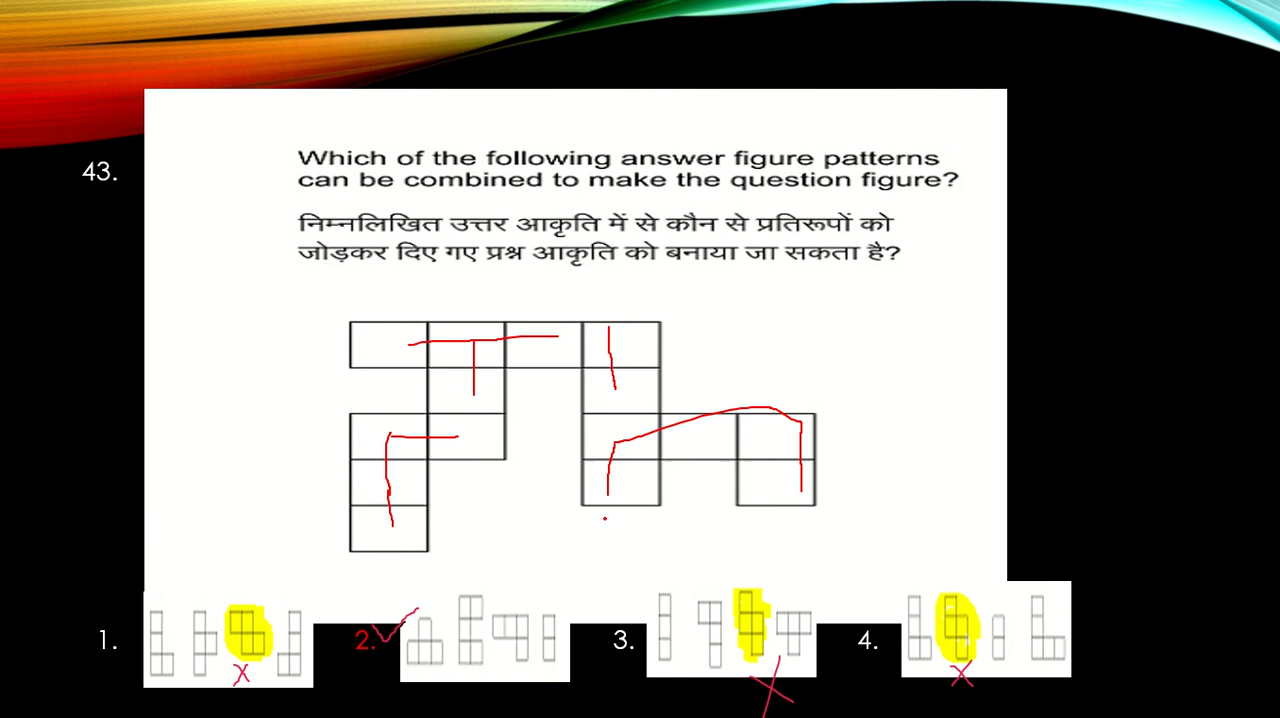 43.
Which of the following answer figure patterns
can be combined to make the question figure?
निम्नलिखित उत्तर आकृति में से कौन से प्रतिरूपों को
जोड़कर दिए गए प्रश्न आकृति को बनाया जा सकता है?
1. 2. 3. 4.